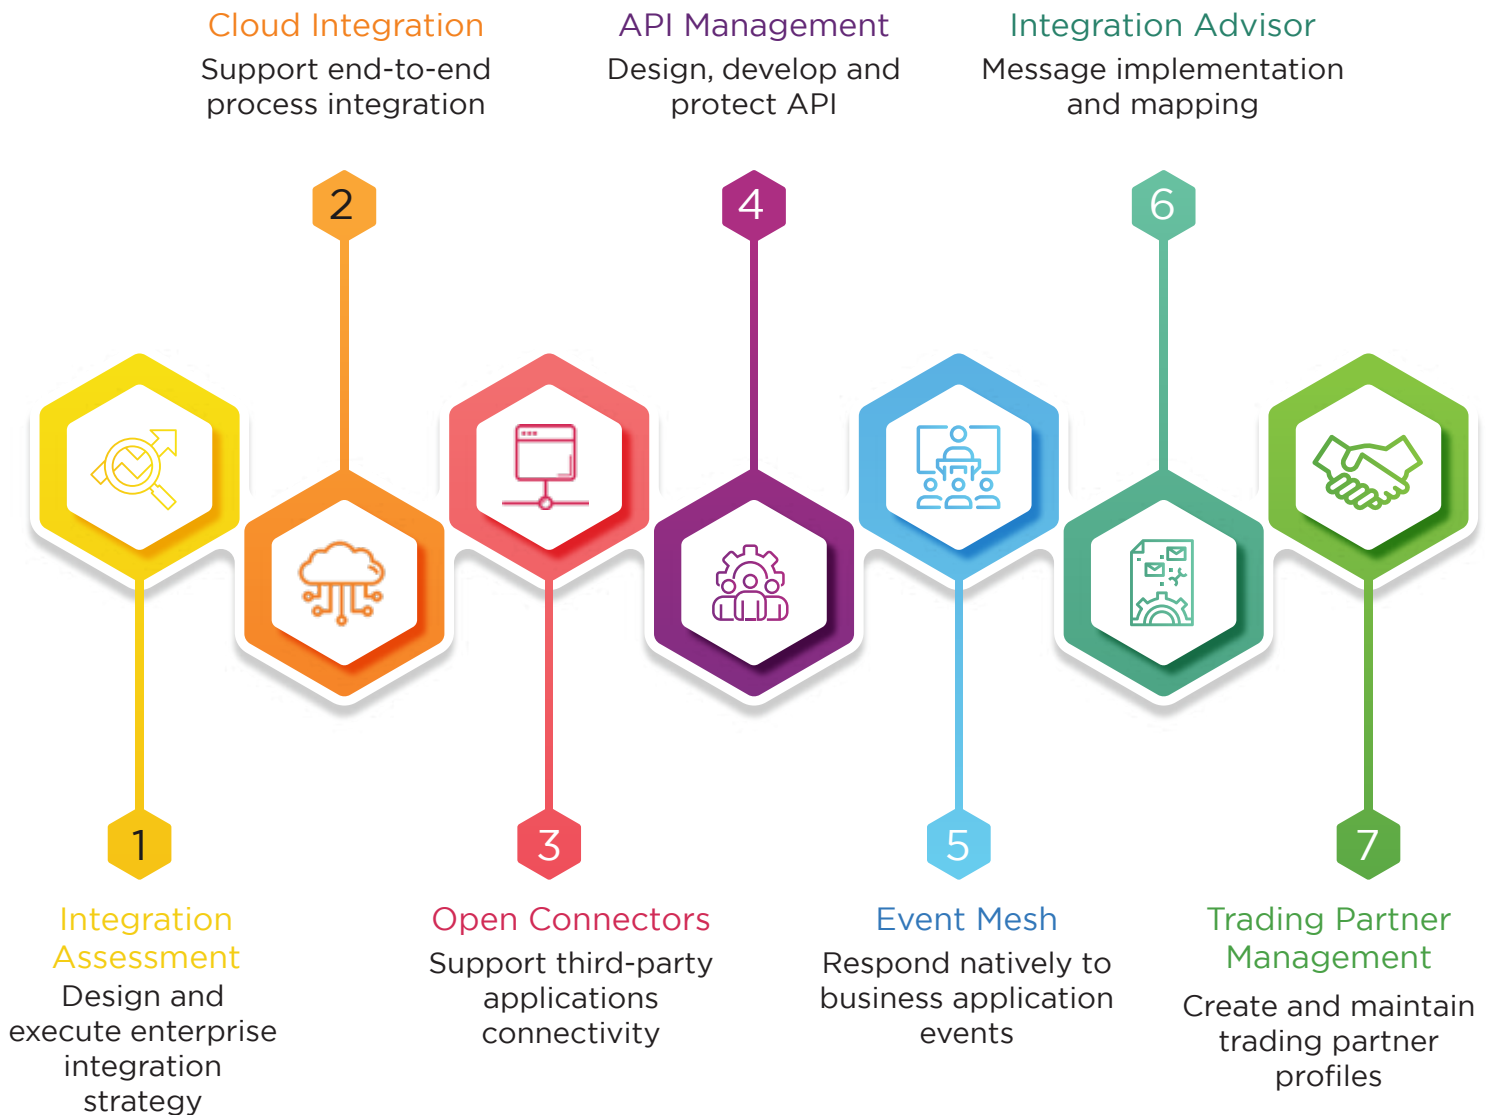 Cloud Integration
Support end-to-end
process integration
API Management
Design, develop and
protect API
Integration Advisor
Message implementation
and mapping
2
4
6
1
3
5
7
Integration
Assessment
Design and
execute enterprise
integration
strategy
Open Connectors
Support third-party
applications
connectivity
Event Mesh
Respond natively to
business application
events
Trading Partner
Management
Create and maintain
trading partner
profiles